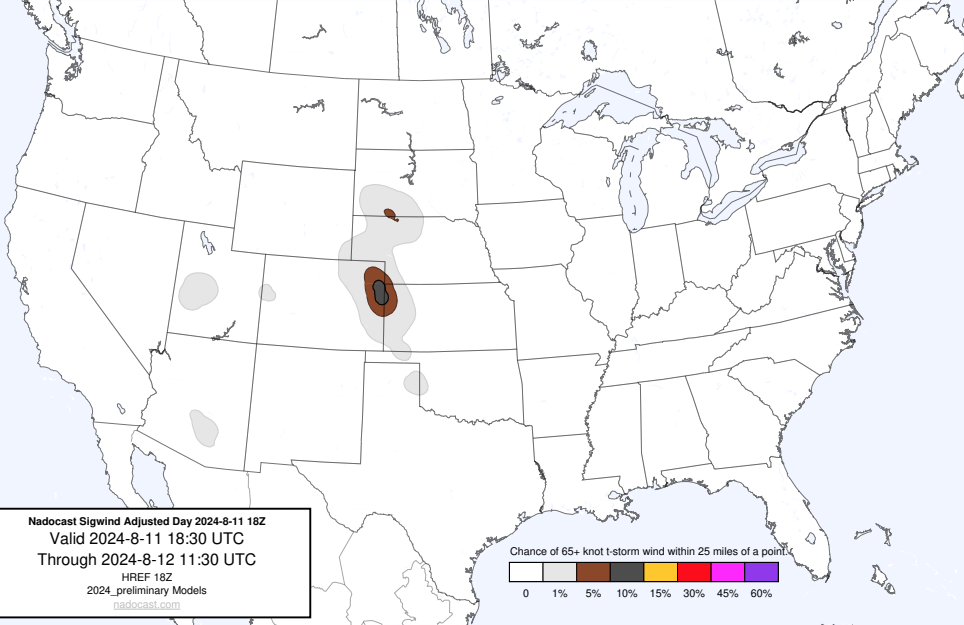 Nadocast Sigwind Adjusted Day 2024-8-11 18Z
Valid 2024-8-11 18:30 UTC
Through 2024-8-12 11:30 UTC
HREF 18Z
2024_preliminary Models
nadocast.com
Chance of 65+ knot t-storm wind within 25 miles of a point.
0 1% 5% 10% 15% 30% 45% 60%